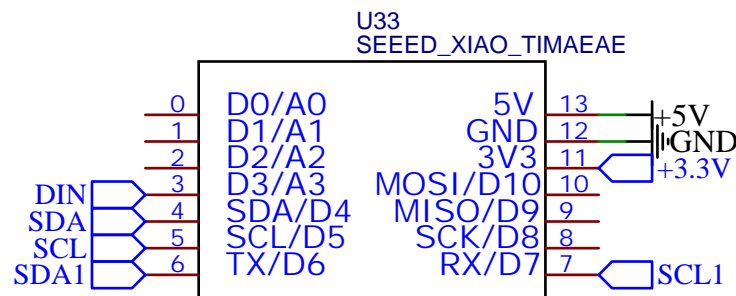 U33
SEEED_XIAO_TIMAEAE
0 D0/A0 5V 13 +5V
1 D1/A1 GND 12 GND
2 D2/A2 3V3 11 +3.3V
DIN 3 D3/A3 MOSI/D10 10
SDA 4 SDA/D4 MISO/D9 9
SCL 5 SCL/D5 SCK/D8 8
SDA1 6 TX/D6 RX/D7 7 SCL1